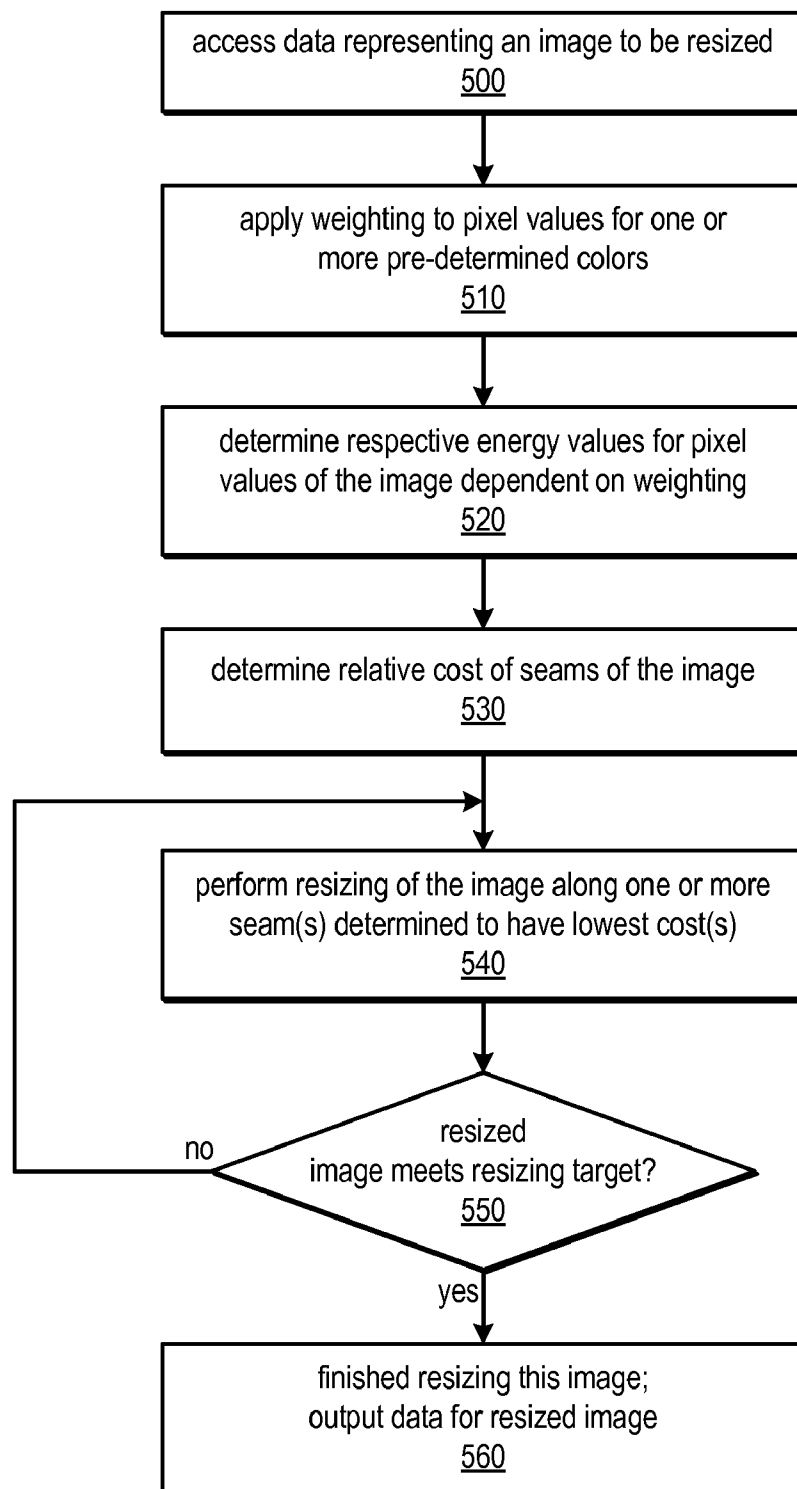 access data representing an image to be resized
500
apply weighting to pixel values for one or
more pre-determined colors
510
determine respective energy values for pixel
values of the image dependent on weighting
520
determine relative cost of seams of the image
530
perform resizing of the image along one or more
seam(s) determined to have lowest cost(s)
540
resized
image meets resizing target?
550
no
yes
finished resizing this image;
output data for resized image
560